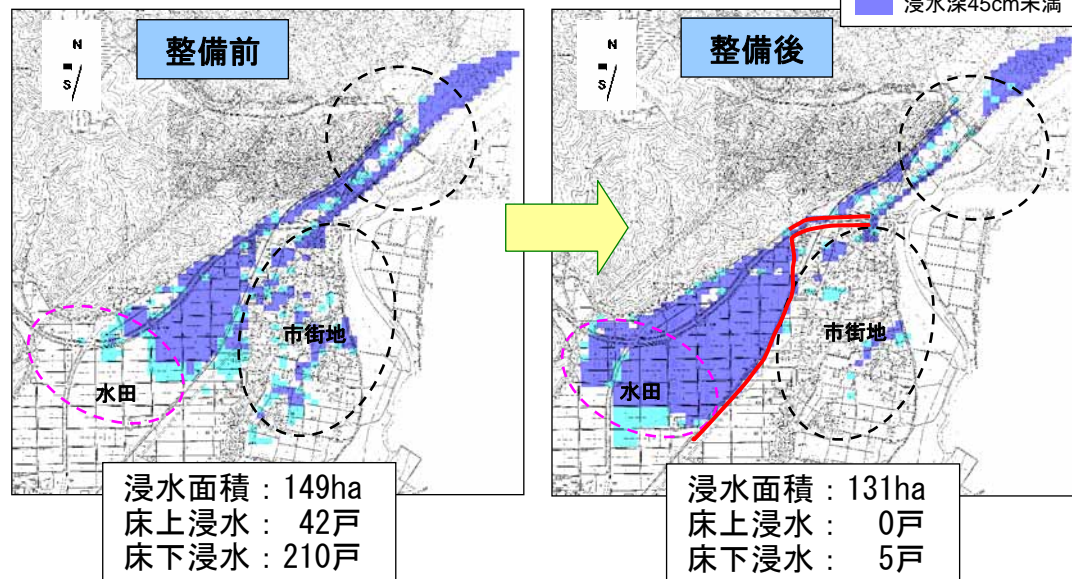 浸水深45cm未満
整備前
整備後
N
S
N
S
市街地
水田
市街地
水田
浸水面積：149ha
床上浸水： 42戸
床下浸水：210戸
浸水面積：131ha
床上浸水： 0戸
床下浸水： 5戸